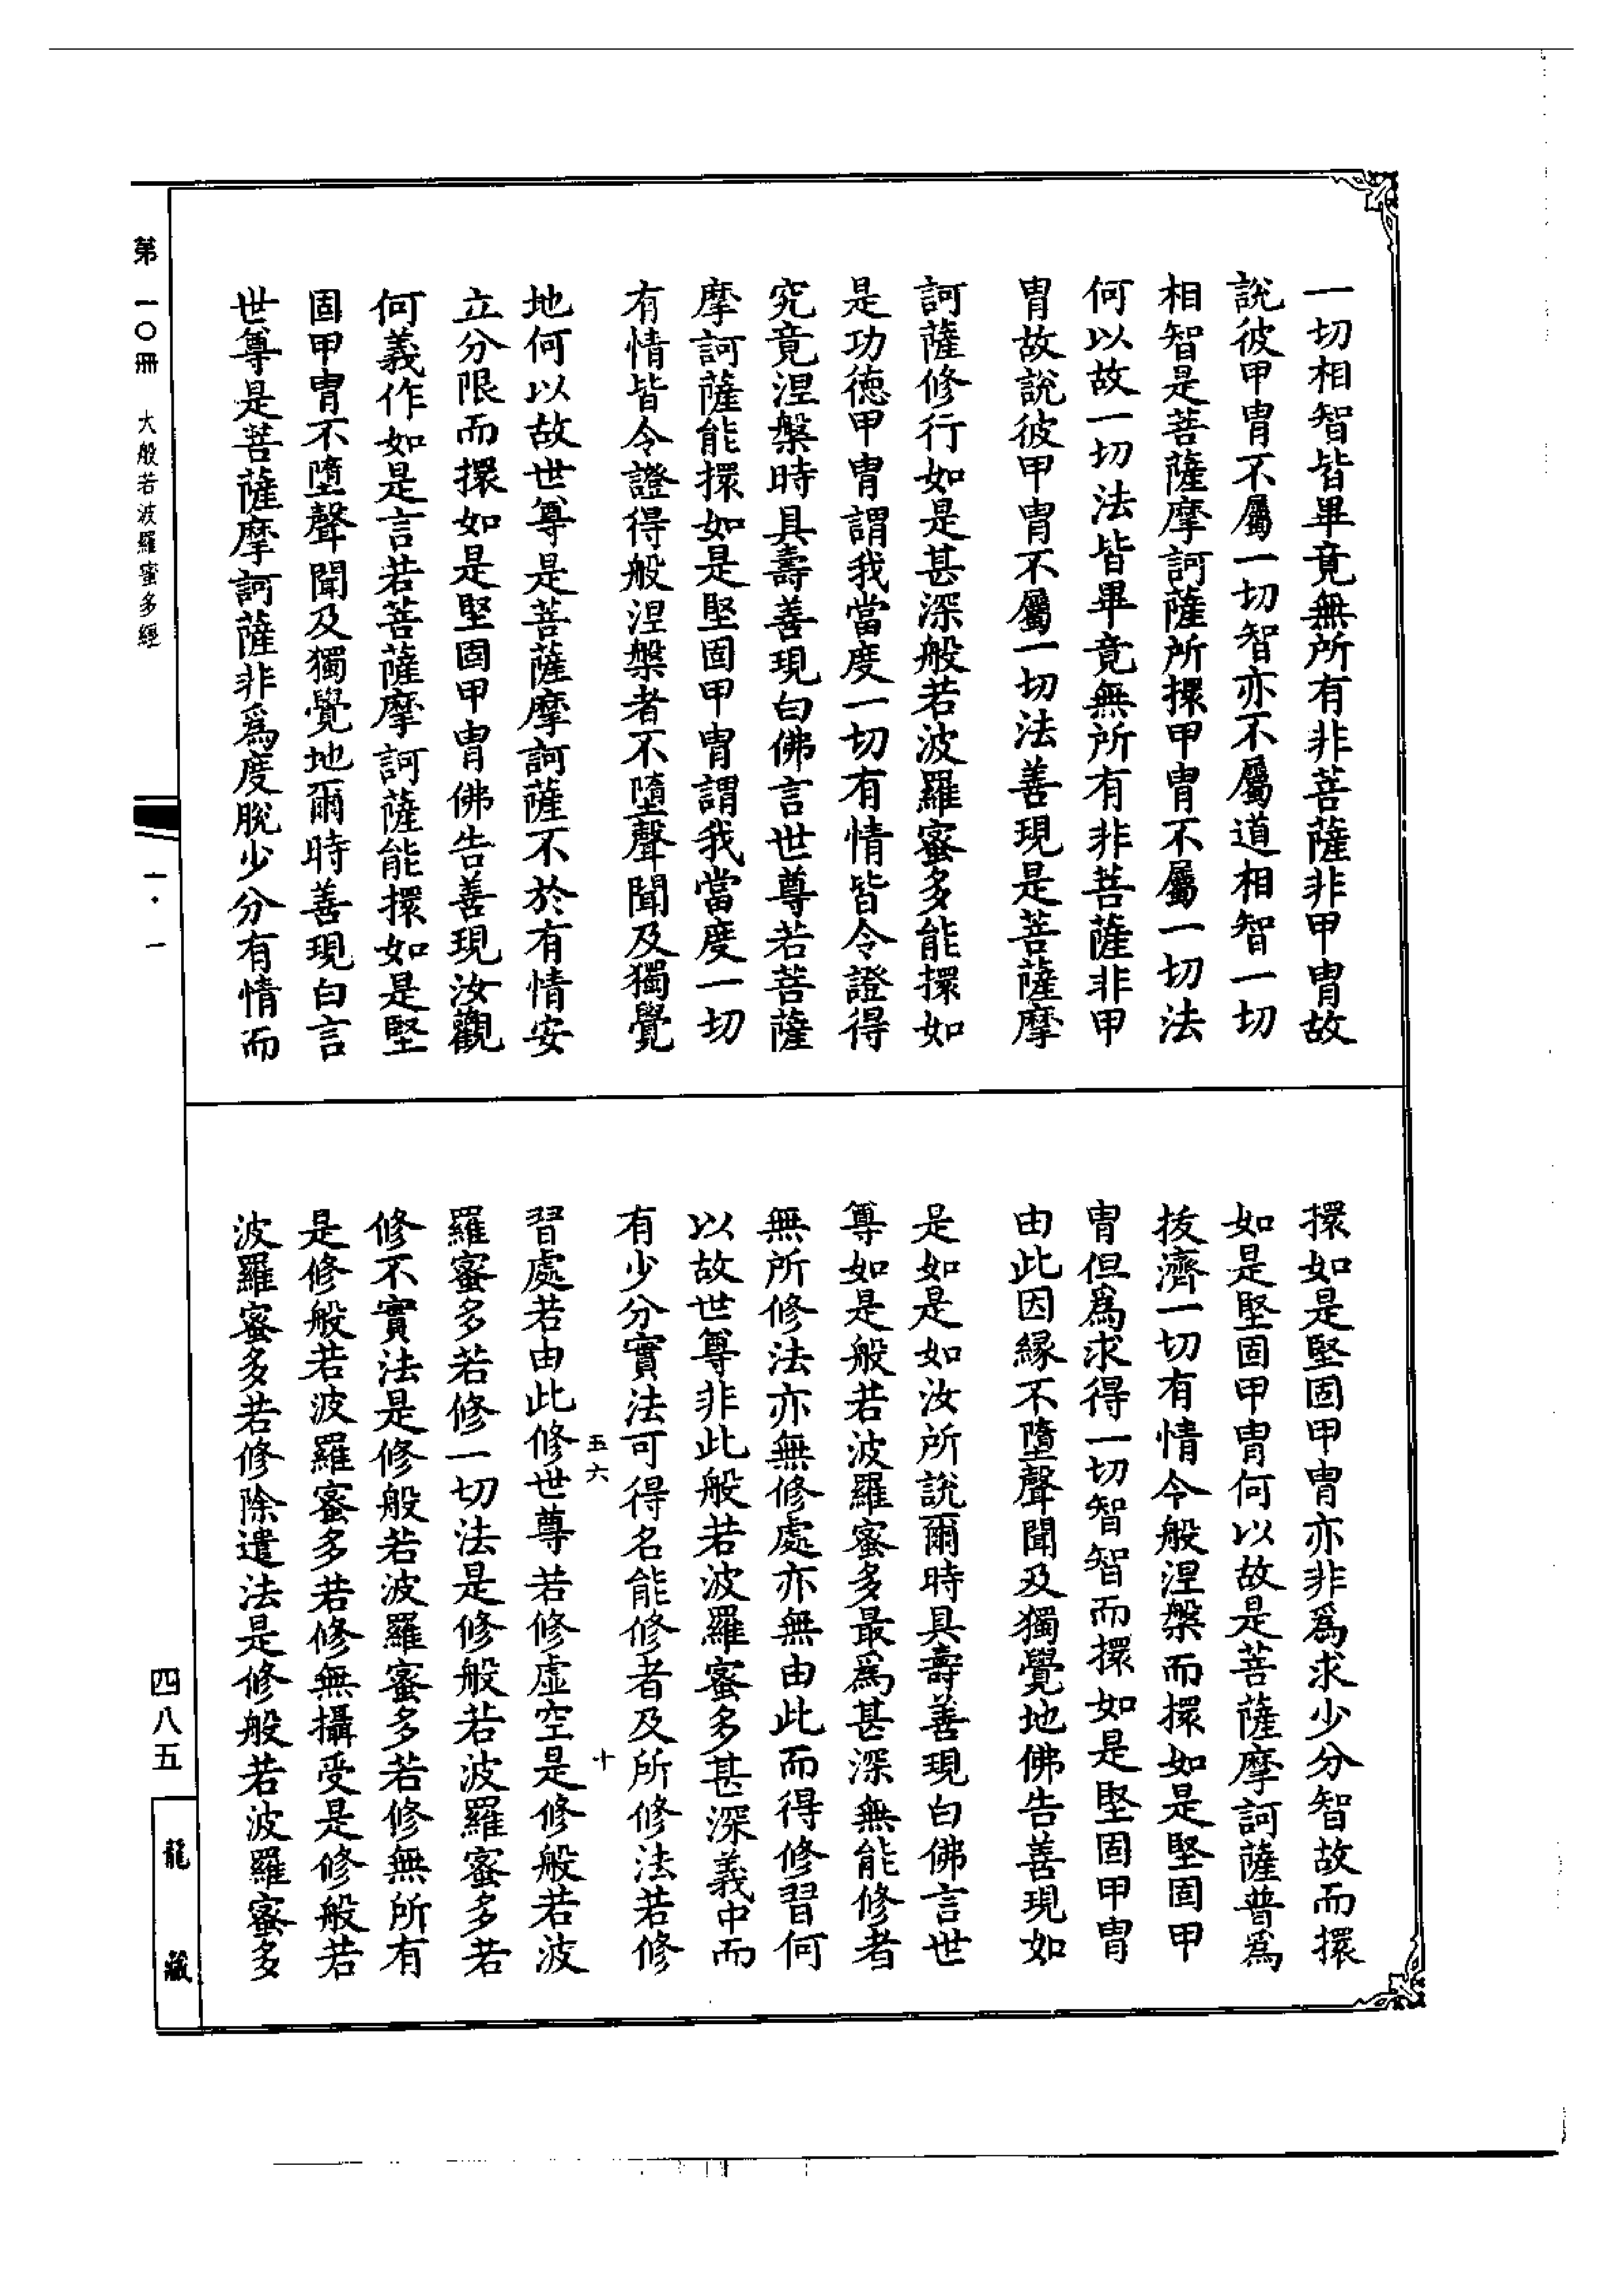 一切相智皆畢竟無所有非菩薩非甲冑故
說彼甲冑不屬一切智亦不屬道相智一切
相智是菩薩摩訶薩所擐甲冑不屬一切法
何以故一切法皆畢竟無所有非菩薩非甲
冑故說彼甲冑不屬一切法善現是菩薩摩
訶薩修行如是甚深般若波羅蜜多能擐如
是功德甲冑謂我當度一切有情皆令證得
究竟涅槃時具壽善現白佛言世尊若菩薩
摩訶薩能擐如是堅固甲冑謂我當度一切
有情皆令證得般涅槃者不墮聲聞及獨覺
地何以故世尊是菩薩摩訶薩不於有情安
立分限而擐如是堅固甲冑佛告善現汝觀
何義作如是言若菩薩摩訶薩能擐如是堅
固甲冑不墮聲聞及獨覺地爾時善現白言
世尊是菩薩摩訶薩非爲度脫少分有情而
擐如是堅固甲冑亦非爲求少分智故而擐
如是堅固甲冑何以故是菩薩摩訶薩普爲
拔濟一切有情令般涅槃而擐如是堅固甲
冑但爲求得一切智智而擐如是堅固甲冑
由此因緣不墮聲聞及獨覺地佛告善現如
是如是如汝所說爾時具壽善現白佛言世
尊如是般若波羅蜜多最爲甚深無能修者
無所修法亦無修處亦無由此而得修習何
以故世尊非此般若波羅蜜多甚深義中而
有少分實法可得名能修者及所修法若修
五六 十
習處若由此修世尊若修虛空是修般若波
羅蜜多若修一切法是修般若波羅蜜多若
修不實法是修般若波羅蜜多若修無所有
是修般若波羅蜜多若修無攝受是修般若
波羅蜜多若修除遣法是修般若波羅蜜多
第一〇冊 大般若波羅蜜多經 一·一
四八五
龍藏